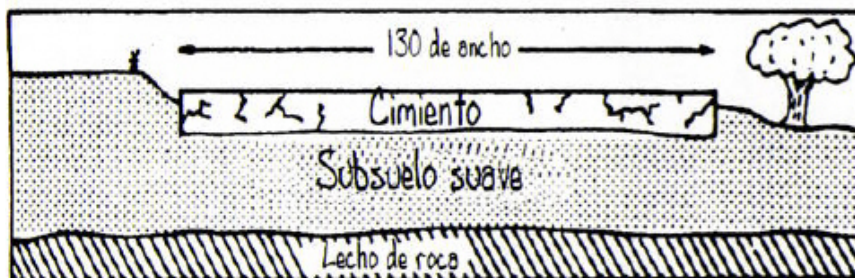 130 de ancho
Cimiento
Subsuelo suave
Lecho de roca